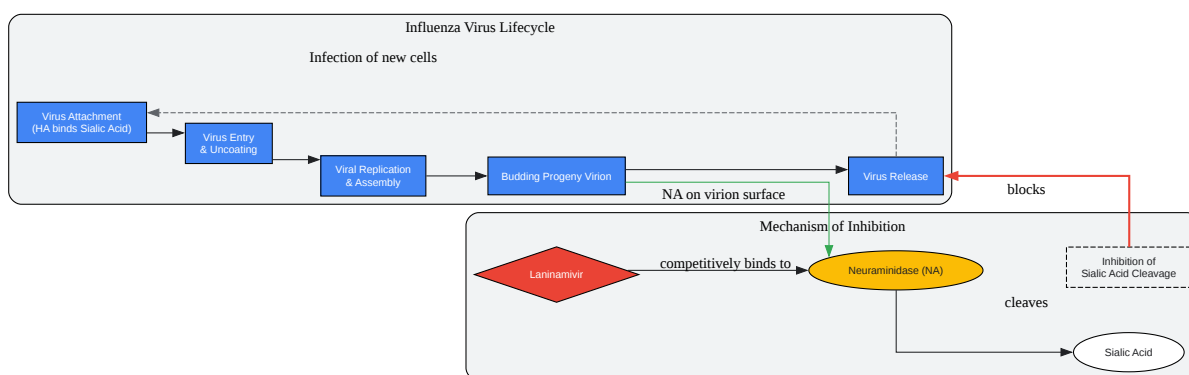 Influenza Virus Lifecycle
Infection of new cells
Virus Attachment
(HA binds Sialic Acid)
Virus Entry
& Uncoating
Viral Replication
& Assembly
Budding Progeny Virion
Virus Release
blocks
NA on virion surface
Mechanism of Inhibition
Laninamivir
competitively binds to
Neuraminidase (NA)
Inhibition of
Sialic Acid Cleavage
cleaves
Sialic Acid